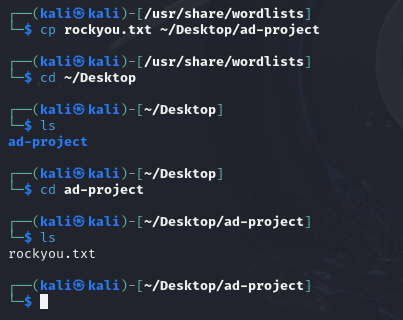 ┌──(kali㉿kali)-[/usr/share/wordlists]
└─$ cp rockyou.txt ~/Desktop/ad-project
┌──(kali㉿kali)-[/usr/share/wordlists]
└─$ cd ~/Desktop
┌──(kali㉿kali)-[~/Desktop]
└─$ ls
ad-project
┌──(kali㉿kali)-[~/Desktop]
└─$ cd ad-project
┌──(kali㉿kali)-[~/Desktop/ad-project]
└─$ ls
rockyou.txt
┌──(kali㉿kali)-[~/Desktop/ad-project]
└─$